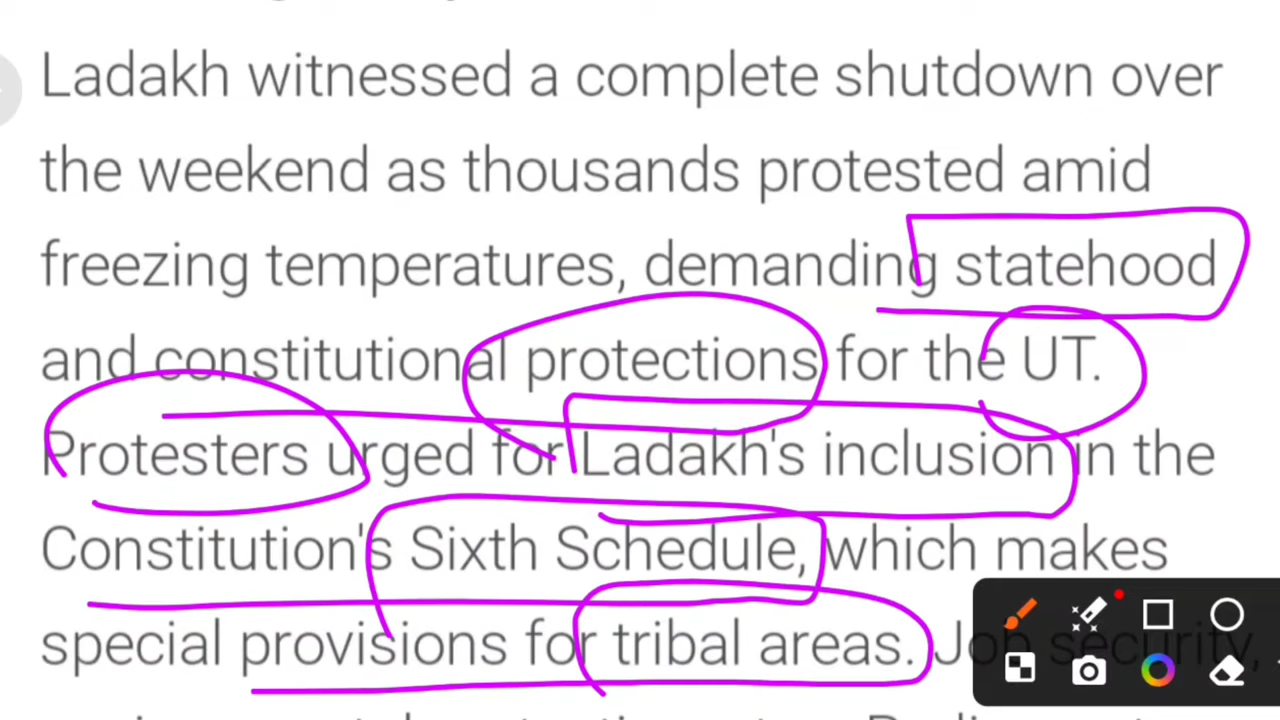 Ladakh witnessed a complete shutdown over
the weekend as thousands protested amid
freezing temperatures, demanding statehood
and constitutional protections for the UT.
Protesters urged for Ladakh's inclusion in the
Constitution's Sixth Schedule, which makes
special provisions for tribal areas. Job security,